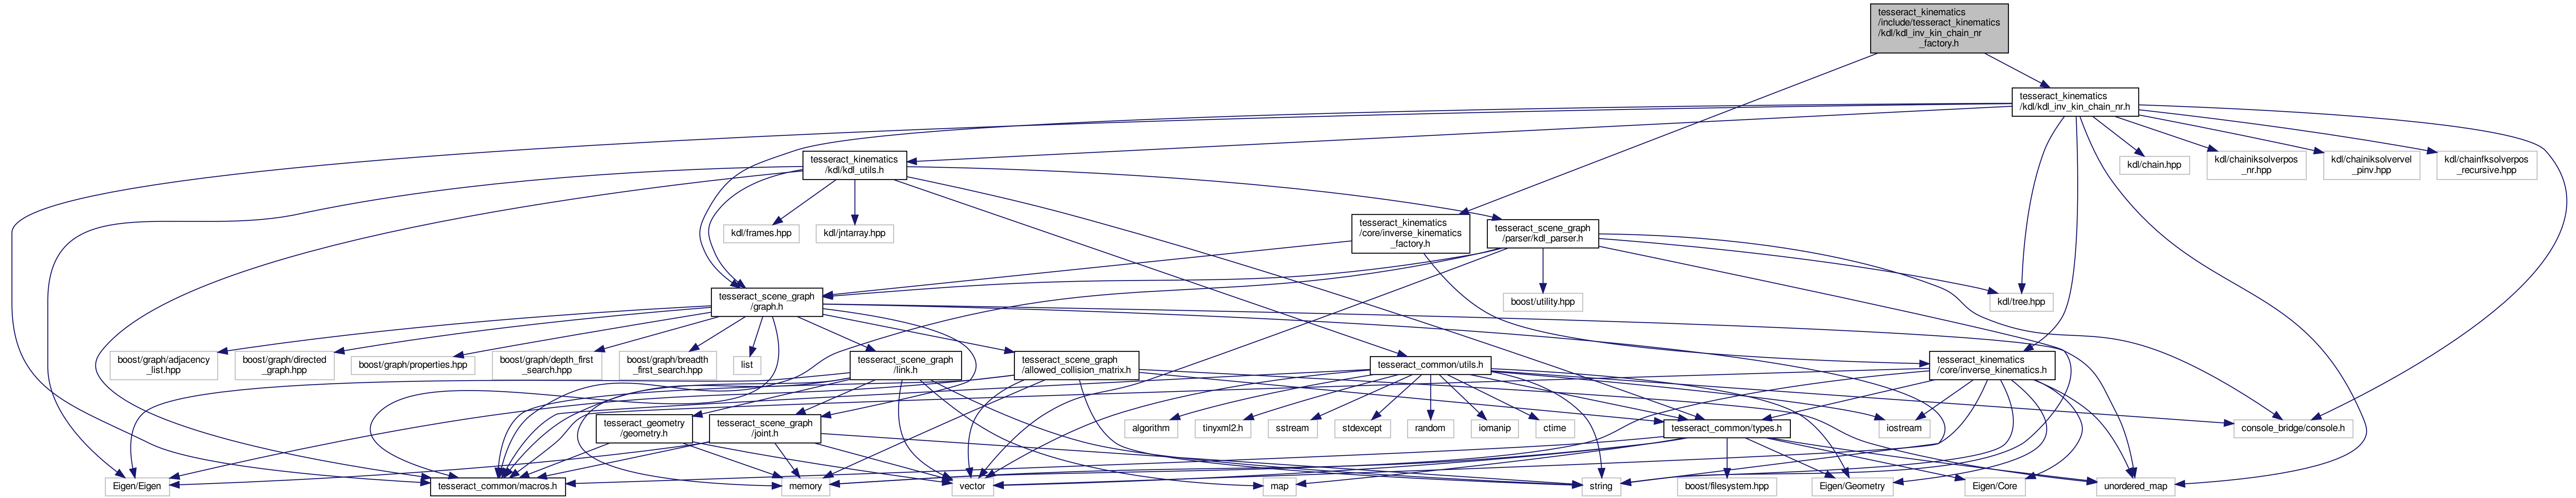 tesseract_kinematics
/include/tesseract_kinematics
/kdl/kdl_inv_kin_chain_nr
_factory.h
tesseract_kinematics
/kdl/kdl_inv_kin_chain_nr.h
tesseract_kinematics
/kdl/kdl_utils.h
kdl/chain.hpp
kdl/chainiksolverpos
_nr.hpp
kdl/chainiksolvervel
_pinv.hpp
kdl/chainfksolverpos
_recursive.hpp
kdl/frames.hpp
kdl/jntarray.hpp
tesseract_kinematics
/core/inverse_kinematics
_factory.h
tesseract_scene_graph
/parser/kdl_parser.h
tesseract_scene_graph
/graph.h
boost/utility.hpp
kdl/tree.hpp
boost/graph/adjacency
_list.hpp
boost/graph/directed
_graph.hpp
boost/graph/properties.hpp
boost/graph/depth_first
_search.hpp
boost/graph/breadth
_first_search.hpp
list
tesseract_scene_graph
/link.h
tesseract_scene_graph
/allowed_collision_matrix.h
tesseract_common/utils.h
tesseract_kinematics
/core/inverse_kinematics.h
tesseract_geometry
/geometry.h
tesseract_scene_graph
/joint.h
algorithm
tinyxml2.h
sstream
stdexcept
random
iomanip
ctime
tesseract_common/types.h
iostream
console_bridge/console.h
Eigen/Eigen
tesseract_common/macros.h
memory
vector
map
string
boost/filesystem.hpp
Eigen/Geometry
Eigen/Core
unordered_map